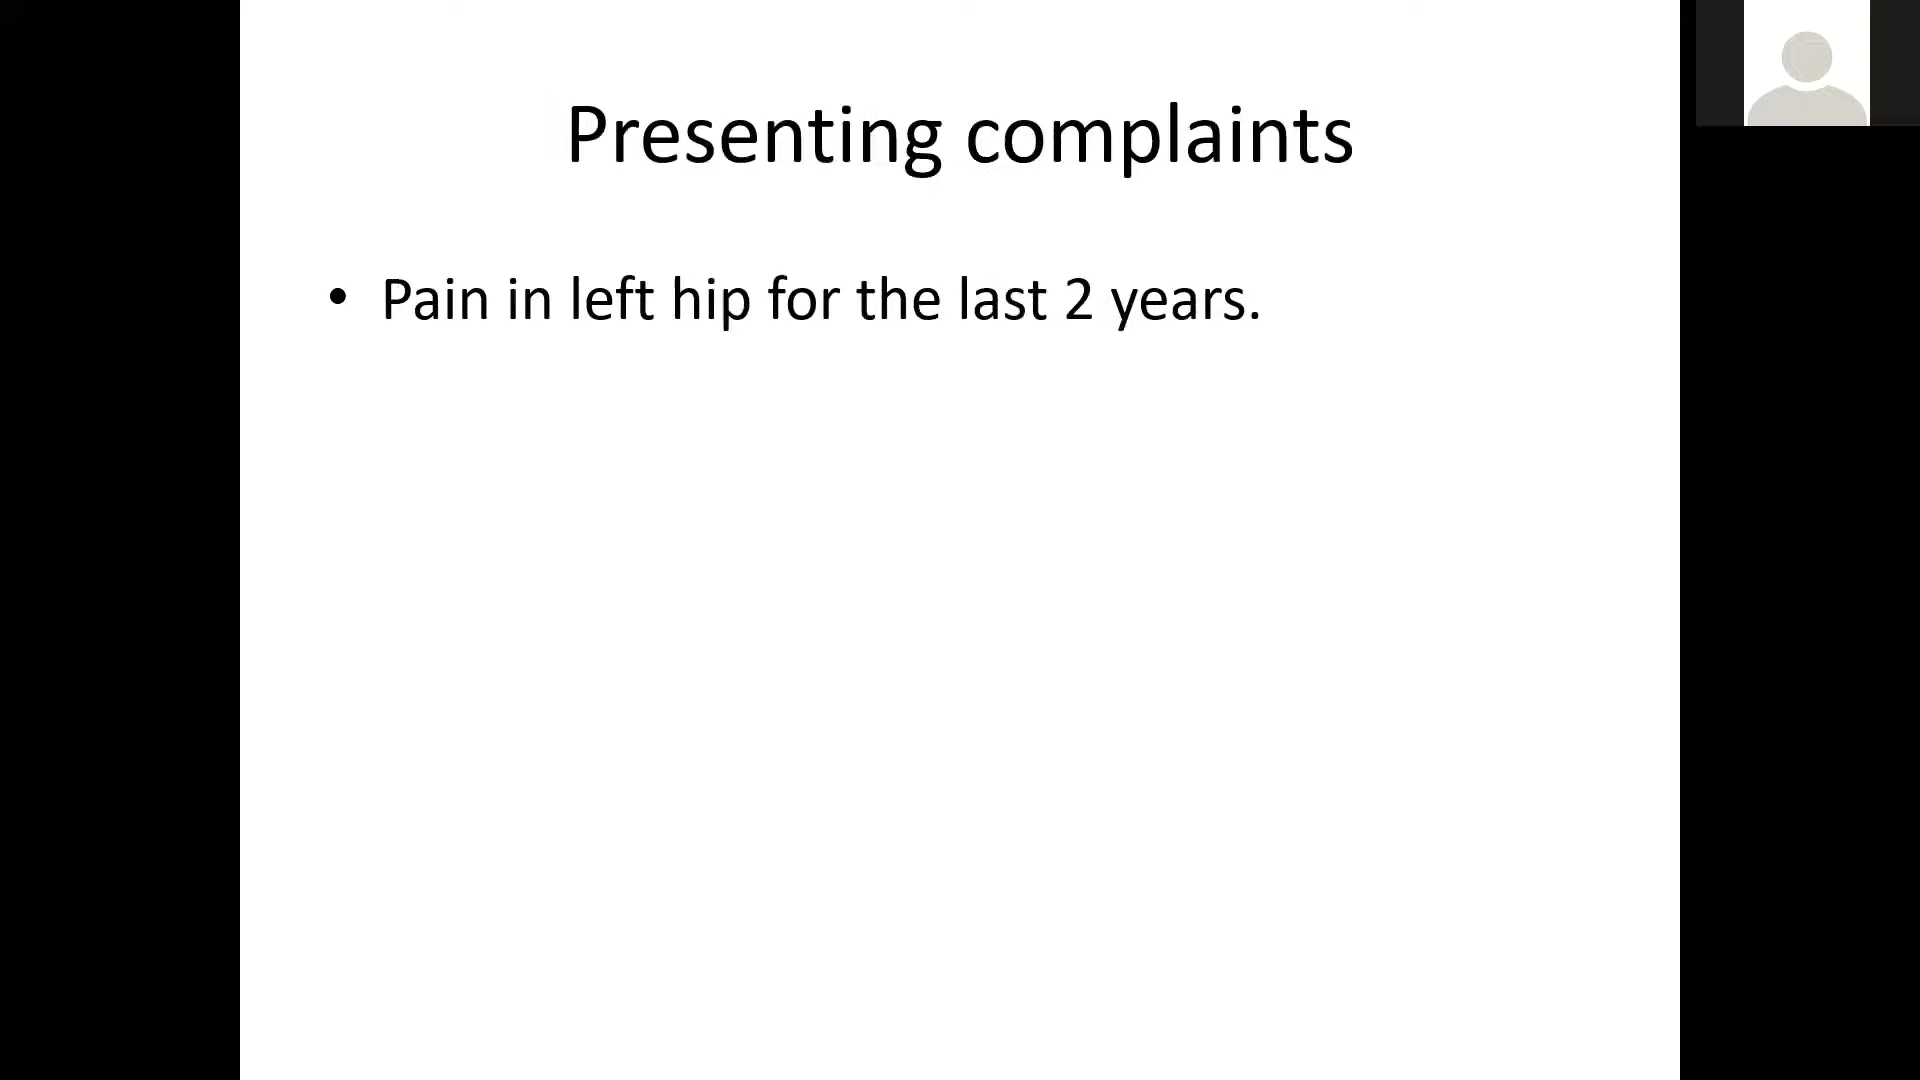 Presenting complaints
• Pain in left hip for the last 2 years.